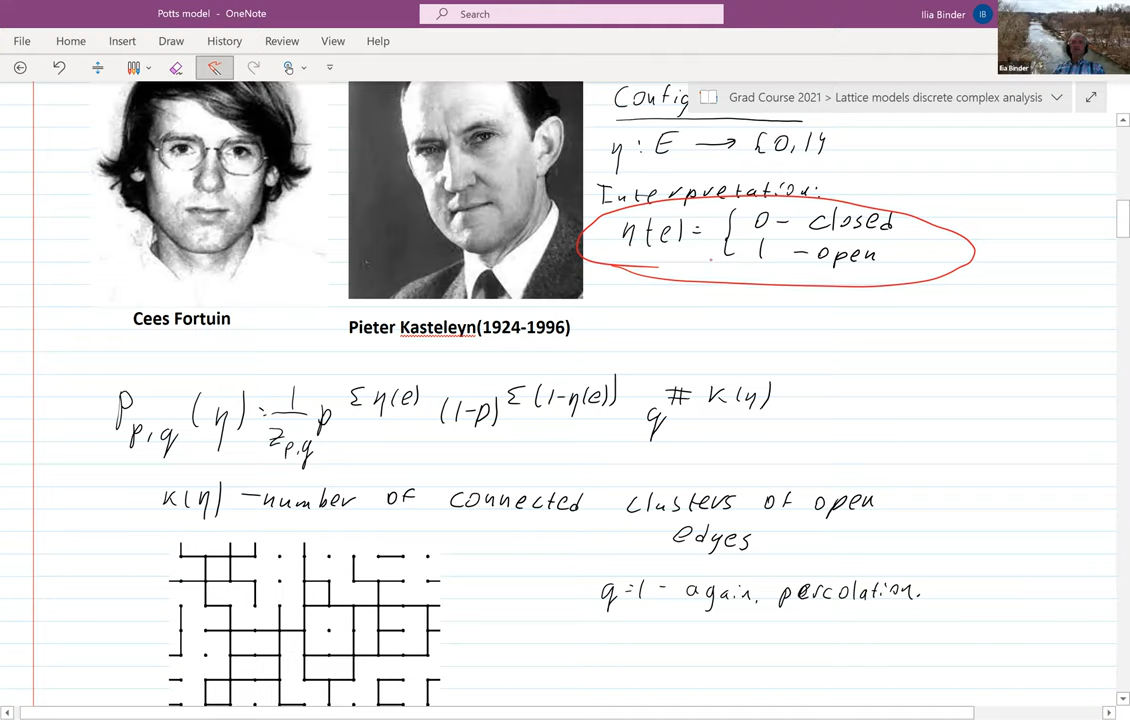 Potts model - OneNote
Search
Ilia Binder
IB
File Home Insert Draw History Review View Help
Ilia Binder
Grad Course 2021 > Lattice models discrete complex analysis
Config
η : E → {0,1}
Interpretation:
η(e) = { 0 - closed
1 - open
Cees Fortuin
Pieter Kasteleyn(1924-1996)
P_{p,q} (η) = 1/Z_{p,q} p^{Σ η(e)} (1-p)^{Σ (1-η(e))} q^{# K(η)}
K(η) - number of connected clusters of open
edges
q=1 - again, percolation.